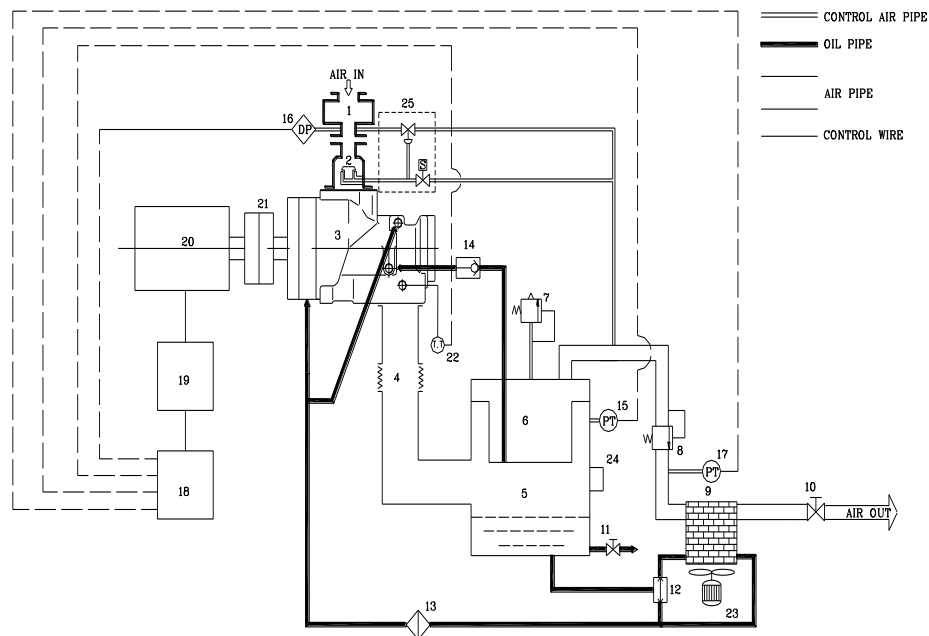 CONTROL AIR PIPE
OIL PIPE
AIR PIPE
CONTROL WIRE
AIR IN
1
25
16
DP
2
S
21
20
3
14
7
22
T.T
4
19
6
15
PT
8
17
PT
24
18
5
9
10
AIR OUT
11
12
23
13